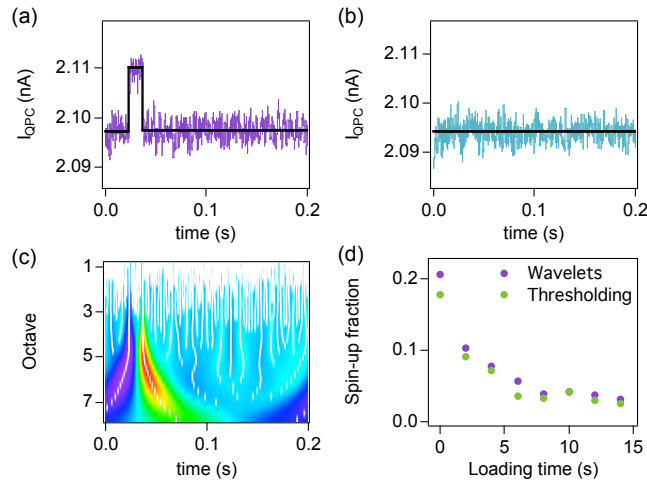 (a)
I_QPC (nA)
2.11
2.10
2.09
0.0
0.1
0.2
time (s)
(b)
I_QPC (nA)
2.11
2.10
2.09
0.0
0.1
0.2
time (s)
(c)
Octave
1
3
5
7
0.0
0.1
0.2
time (s)
(d)
Spin-up fraction
0.2
0.1
0.0
Wavelets
Thresholding
0
5
10
15
Loading time (s)